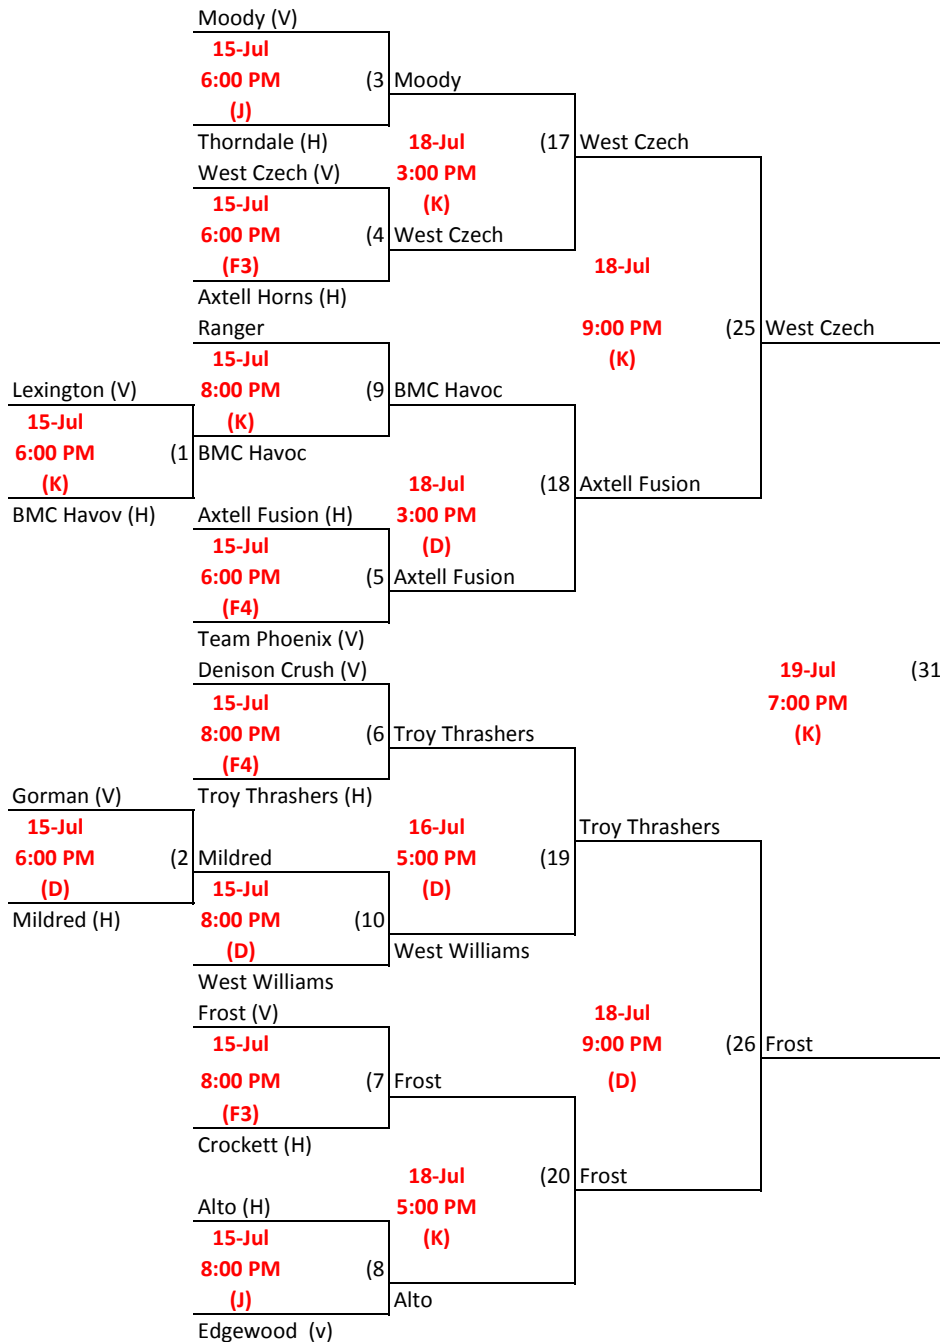 Moody (V)
15-Jul
6:00 PM (3 Moody
(J)
Thorndale (H) 18-Jul (17 West Czech
West Czech (V) 3:00 PM
15-Jul (K)
6:00 PM (4 West Czech
(F3) 18-Jul
Axtell Horns (H)
Ranger 9:00 PM (25 West Czech
15-Jul (K)
Lexington (V) 8:00 PM (9 BMC Havoc
15-Jul (K)
6:00 PM (1 BMC Havoc
(K) 18-Jul (18 Axtell Fusion
BMC Havov (H) Axtell Fusion (H) 3:00 PM
15-Jul (D)
6:00 PM (5 Axtell Fusion
(F4)
Team Phoenix (V)
Denison Crush (V) 19-Jul (31
15-Jul 7:00 PM
8:00 PM (6 Troy Thrashers (K)
(F4)
Gorman (V) Troy Thrashers (H)
15-Jul 16-Jul Troy Thrashers
6:00 PM (2 Mildred 5:00 PM (19
(D) 15-Jul (D)
Mildred (H) 8:00 PM (10
(D) West Williams
West Williams
Frost (V) 18-Jul
15-Jul 9:00 PM (26 Frost
8:00 PM (7 Frost (D)
(F3)
Crockett (H)
18-Jul (20 Frost
Alto (H) 5:00 PM
15-Jul (K)
8:00 PM (8
(J) Alto
Edgewood (v)